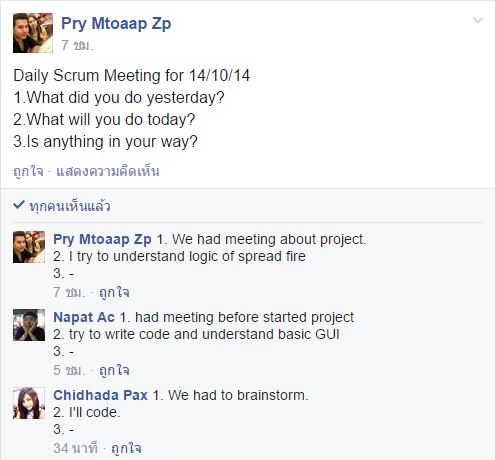 Pry Mtoaap Zp
7 ชม.
Daily Scrum Meeting for 14/10/14
1.What did you do yesterday?
2.What will you do today?
3.Is anything in your way?
ถูกใจ · แสดงความคิดเห็น
ทุกคนเห็นแล้ว
Pry Mtoaap Zp 1. We had meeting about project.
2. I try to understand logic of spread fire
3. -
7 ชม. · ถูกใจ
Napat Ac 1. had meeting before started project
2. try to write code and understand basic GUI
3. -
5 ชม. · ถูกใจ
Chidhada Pax 1. We had to brainstorm.
2. I'll code.
3. -
34 นาที · ถูกใจ